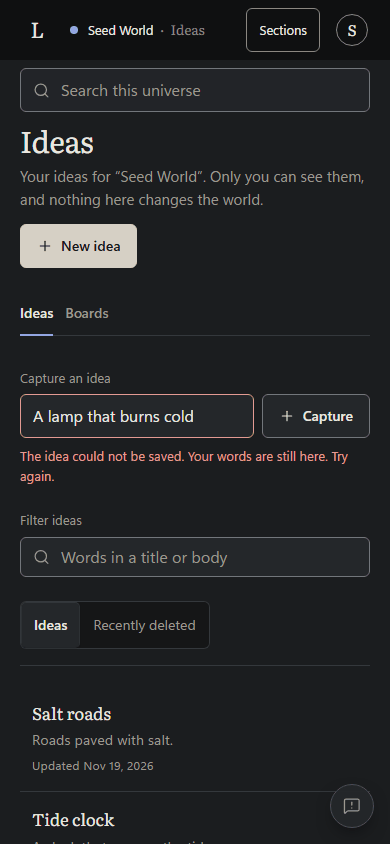 L
Seed World · Ideas
Sections
S
Search this universe
Ideas
Your ideas for “Seed World”. Only you can see them,
and nothing here changes the world.
New idea
Ideas
Boards
Capture an idea
A lamp that burns cold
Capture
The idea could not be saved. Your words are still here. Try
again.
Filter ideas
Words in a title or body
Ideas
Recently deleted
Salt roads
Roads paved with salt.
Updated Nov 19, 2026
Tide clock